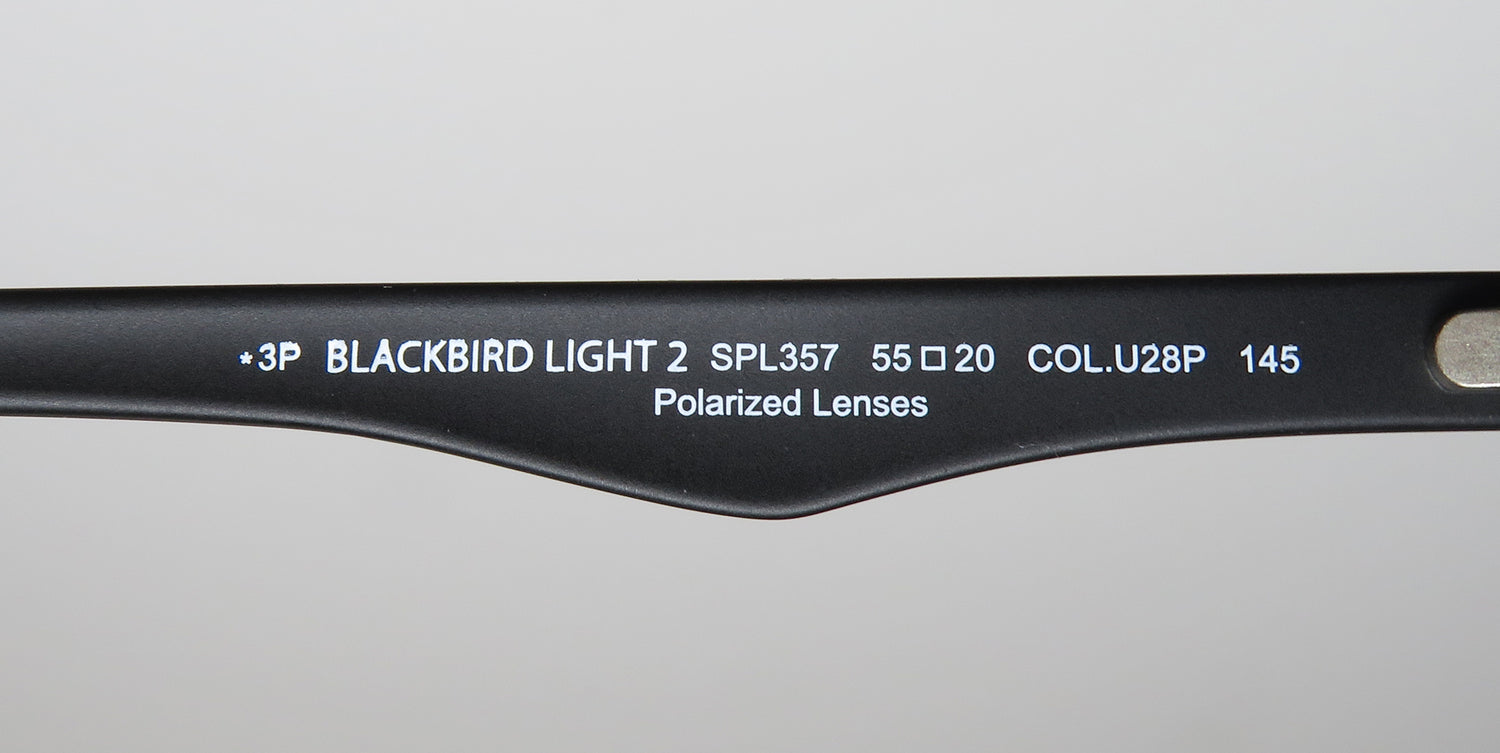 *3P BLACKBIRD LIGHT 2 SPL357 55□20 COL.U28P 145
Polarized Lenses